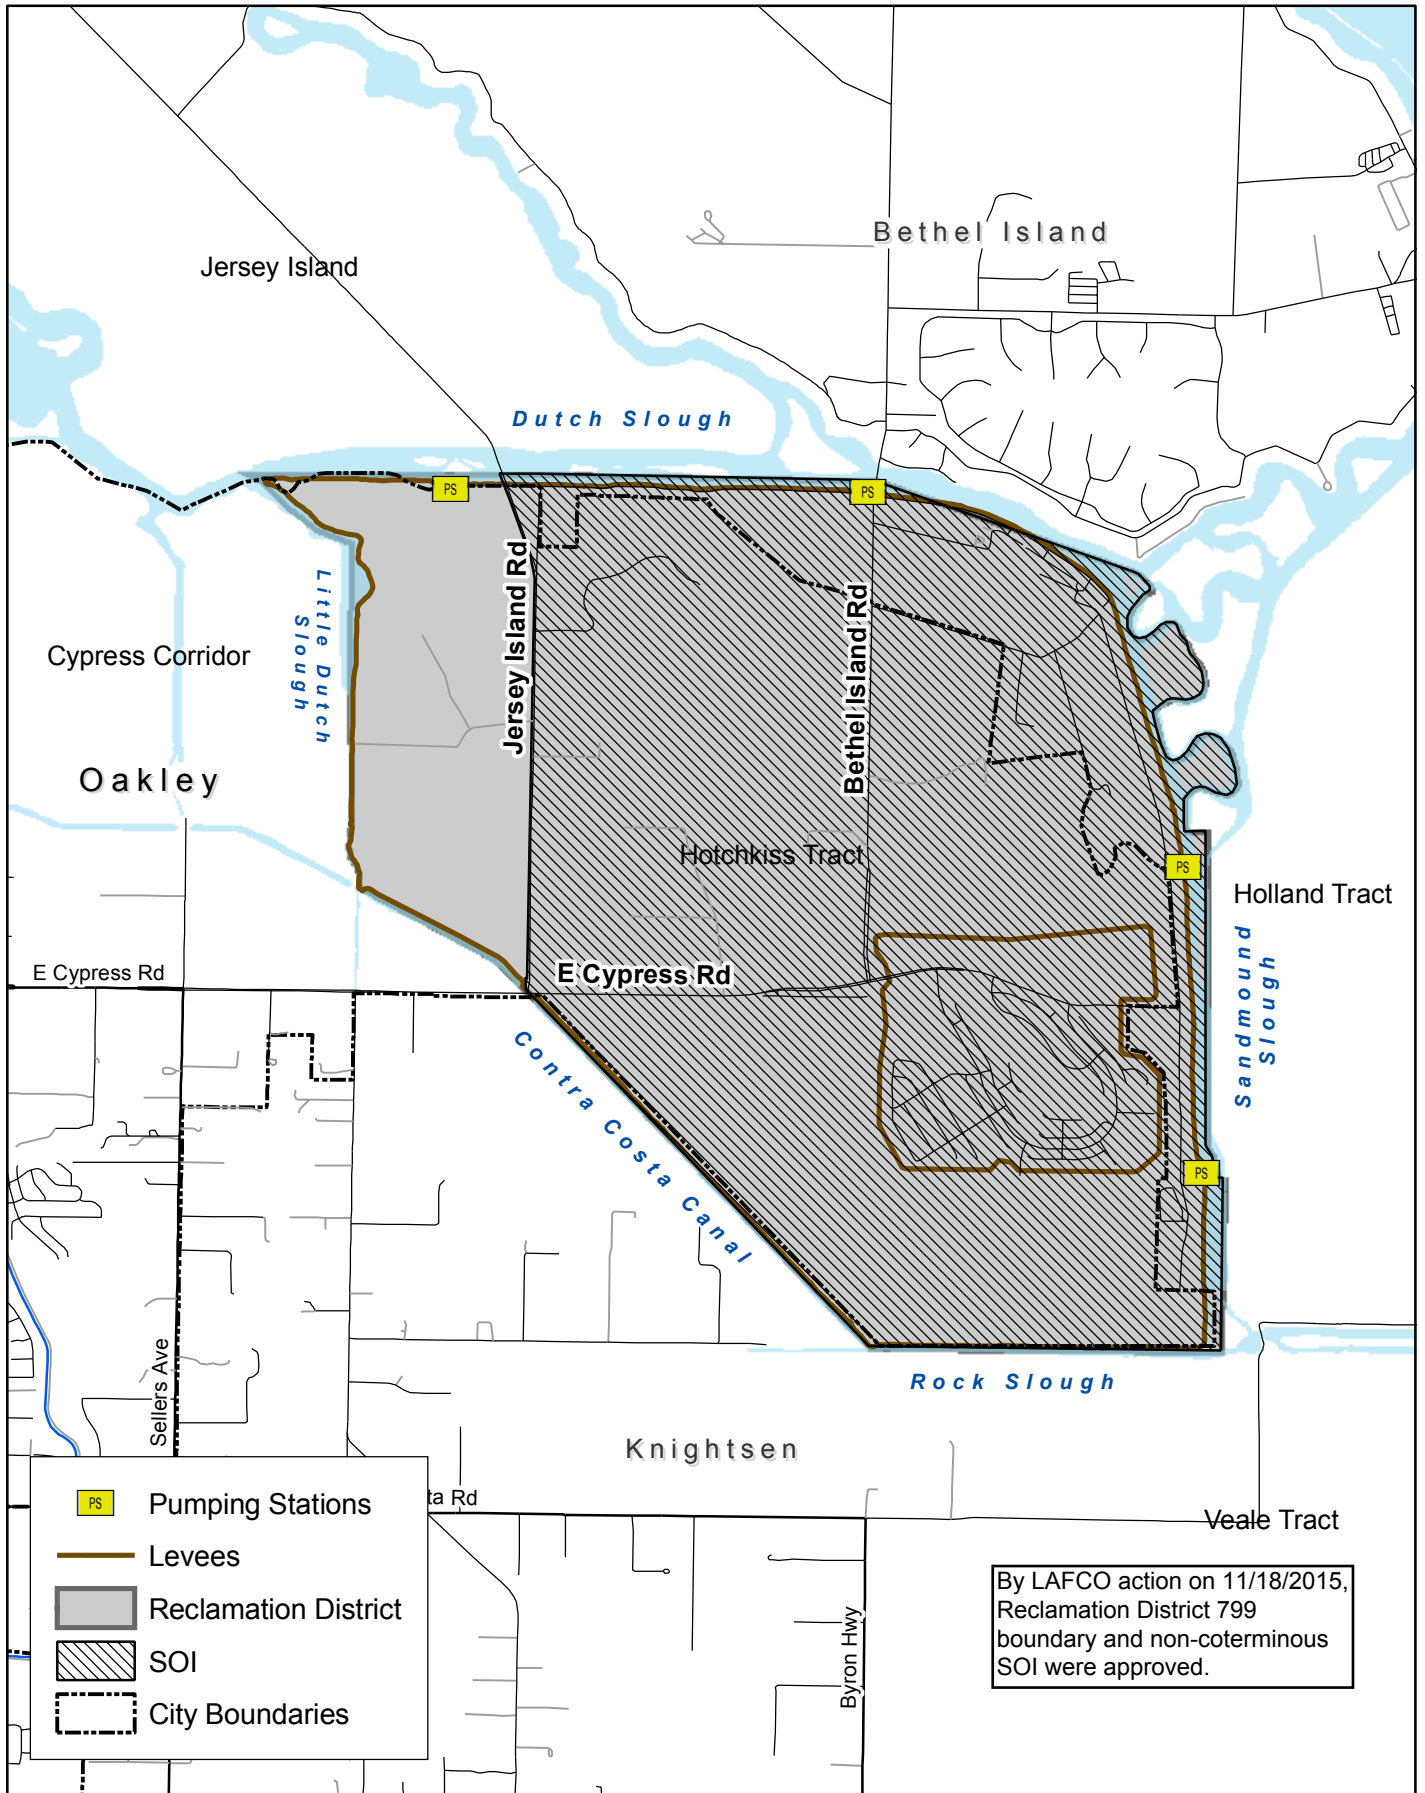 Bethel Island
Jersey Island
Dutch Slough
PS
PS
Jersey Island Rd
Little Dutch
Slough
Bethel Island Rd
Cypress Corridor
Oakley
Hotchkiss Tract
PS
Holland Tract
E Cypress Rd
E Cypress Rd
Sandmound
Slough
Contra Costa Canal
PS
Rock Slough
Sellers Ave
Knightsen
ta Rd
Veale Tract
Byron Hwy
PS Pumping Stations
Levees
Reclamation District
SOI
City Boundaries
By LAFCO action on 11/18/2015,
Reclamation District 799
boundary and non-coterminous
SOI were approved.